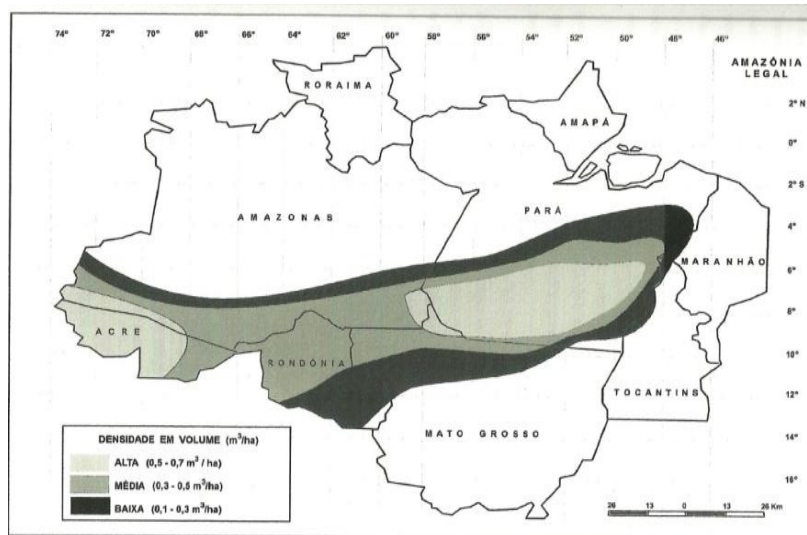 74° 72° 70° 68° 66° 64° 62° 60° 58° 56° 54° 52° 50° 48° 46°
AMAZÔNIA
LEGAL
RORAIMA
AMAPÁ
2° N
0°
2° S
AMAZONAS
PARÁ
4°
MARANHÃO
6°
8°
ACRE
RONDÔNIA
10°
TOCANTINS
12°
MATO GROSSO
14°
16°
DENSIDADE EM VOLUME (m³/ha)
ALTA (0,5 - 0,7 m³ / ha)
MÉDIA (0,3 - 0,5 m³/ha)
BAIXA (0,1 - 0,3 m³/ha)
26 13 0 13 26 Km